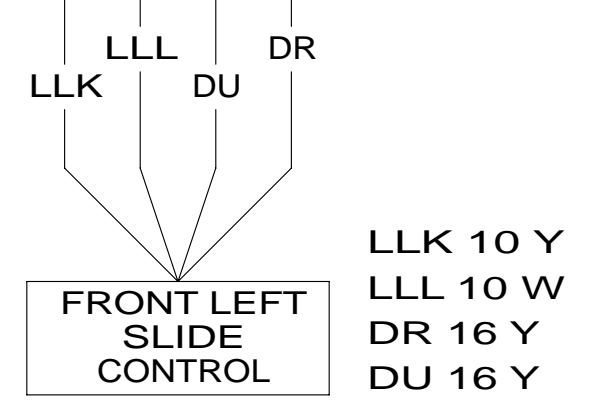 LLL DR
LLK DU
FRONT LEFT
SLIDE
CONTROL
LLK 10 Y
LLL 10 W
DR 16 Y
DU 16 Y